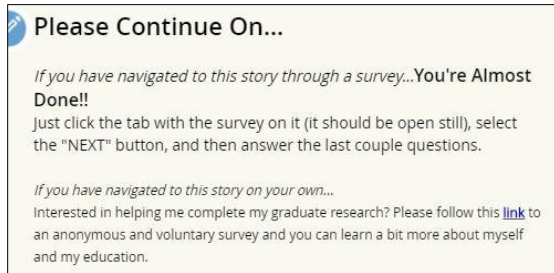 Please Continue On...
If you have navigated to this story through a survey...You're Almost
Done!!
Just click the tab with the survey on it (it should be open still), select
the "NEXT" button, and then answer the last couple questions.
If you have navigated to this story on your own...
Interested in helping me complete my graduate research? Please follow this link to
an anonymous and voluntary survey and you can learn a bit more about myself
and my education.